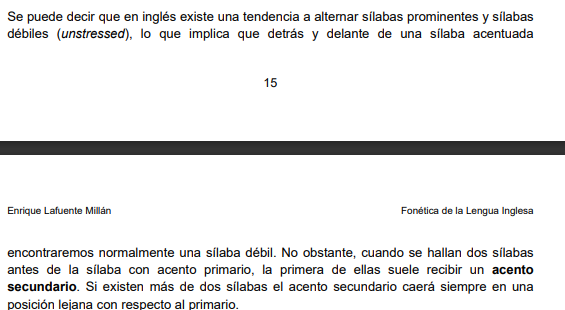 Se puede decir que en inglés existe una tendencia a alternar sílabas prominentes y sílabas
débiles (unstressed), lo que implica que detrás y delante de una sílaba acentuada
15
Enrique Lafuente Millán Fonética de la Lengua Inglesa
encontraremos normalmente una sílaba débil. No obstante, cuando se hallan dos sílabas
antes de la sílaba con acento primario, la primera de ellas suele recibir un acento
secundario. Si existen más de dos sílabas el acento secundario caerá siempre en una
posición lejana con respecto al primario.